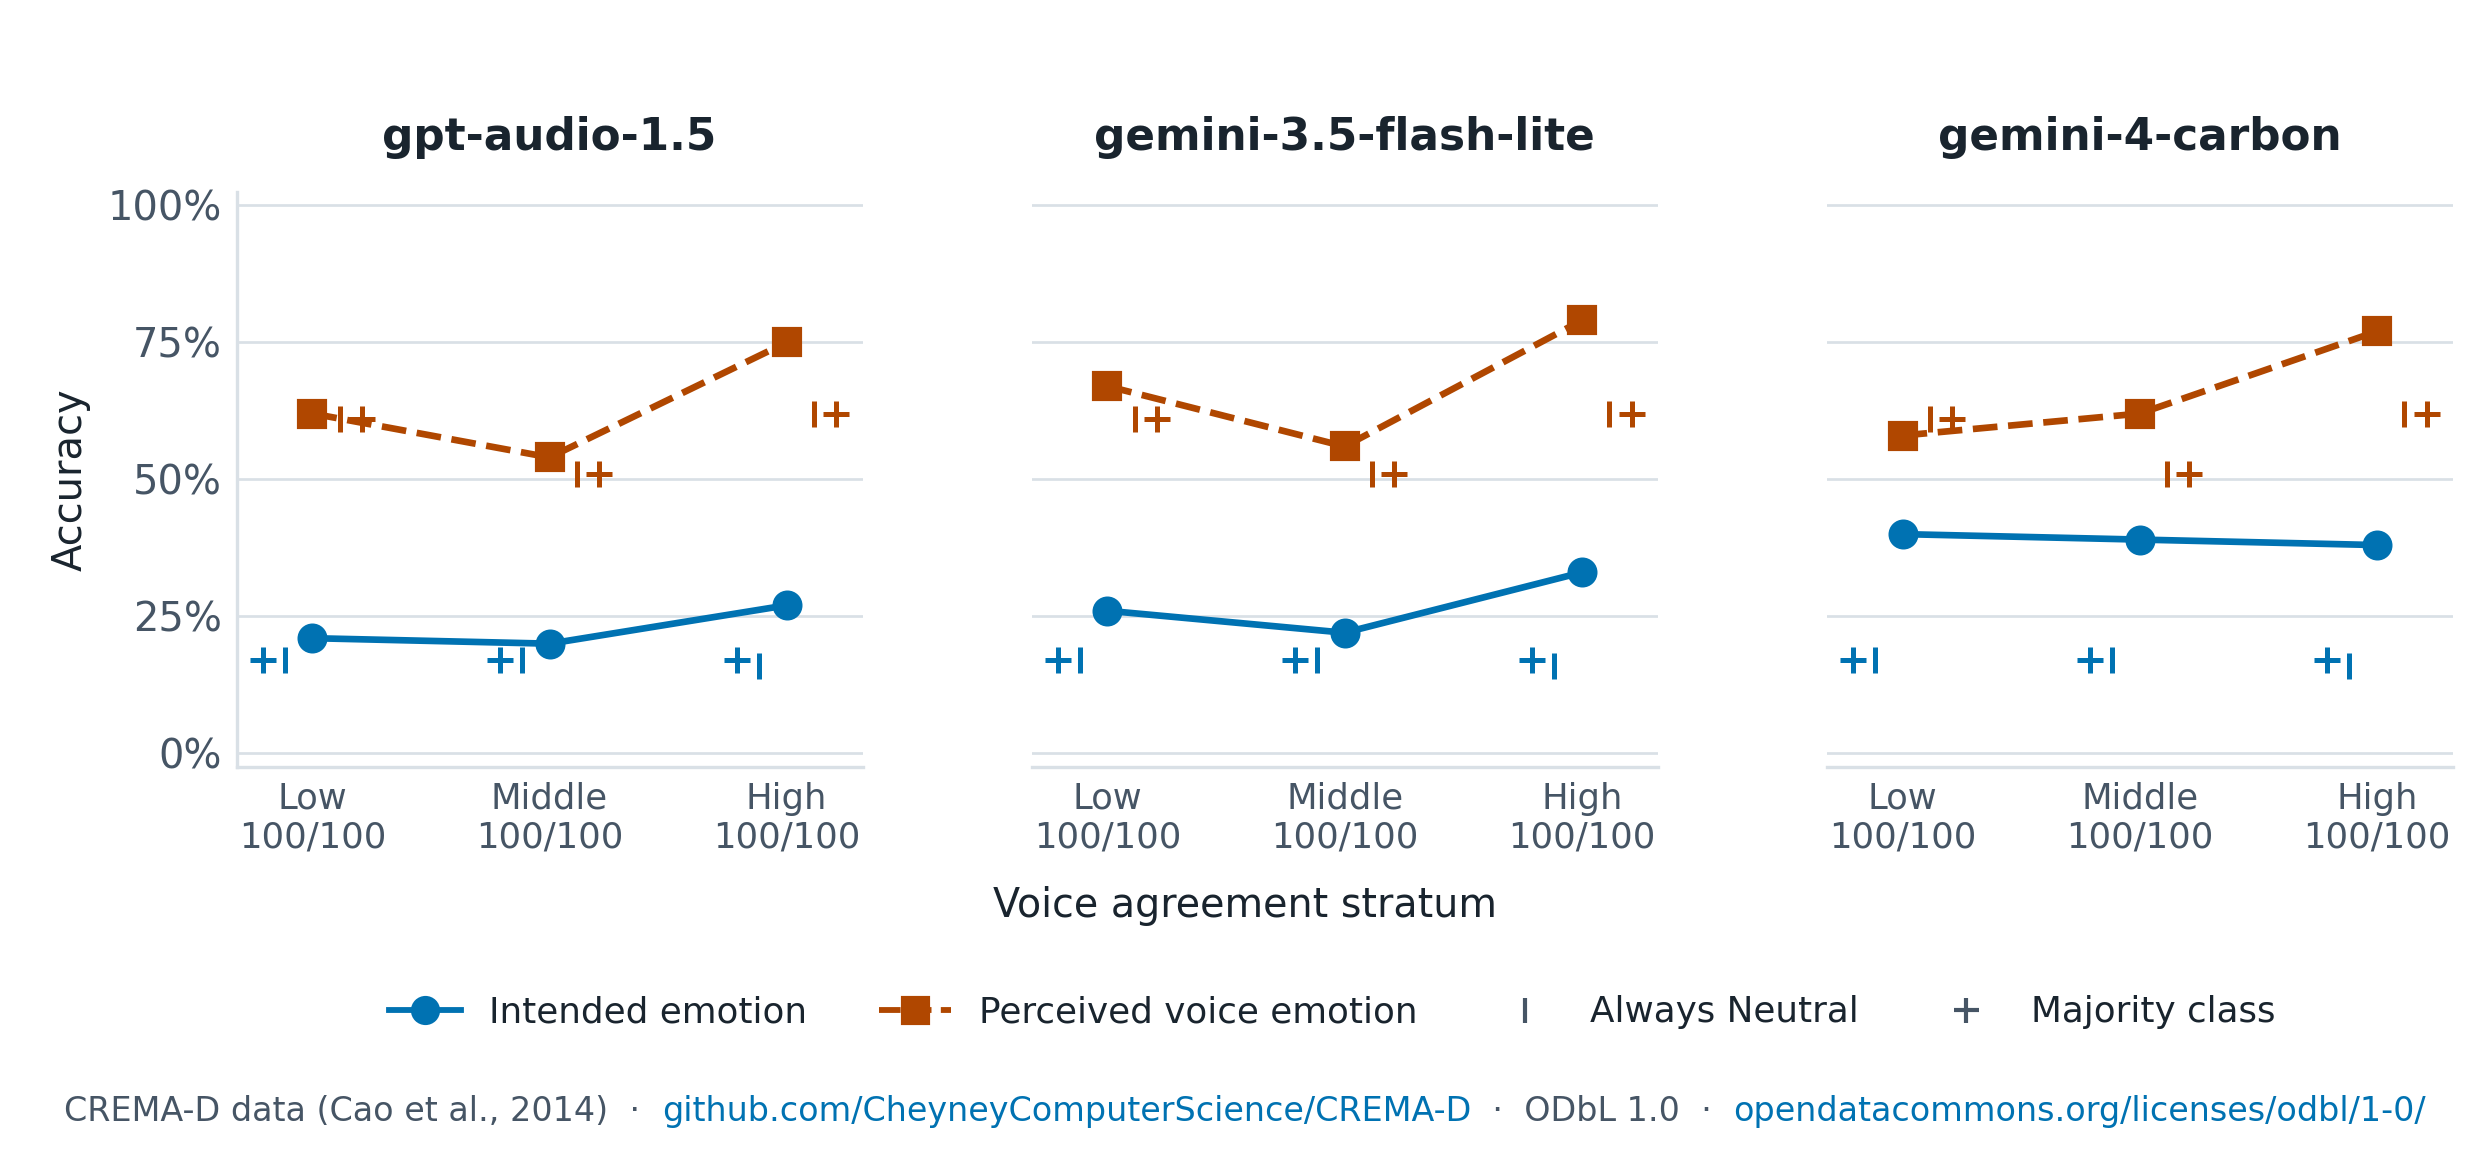 gpt-audio-1.5
gemini-3.5-flash-lite
gemini-4-carbon
Accuracy
100%
75%
50%
25%
0%
Low Middle High
100/100 100/100 100/100
Low Middle High
100/100 100/100 100/100
Low Middle High
100/100 100/100 100/100
Voice agreement stratum
Intended emotion Perceived voice emotion Always Neutral Majority class
CREMA-D data (Cao et al., 2014) · github.com/CheyneyComputerScience/CREMA-D · ODbL 1.0 · opendatacommons.org/licenses/odbl/1-0/